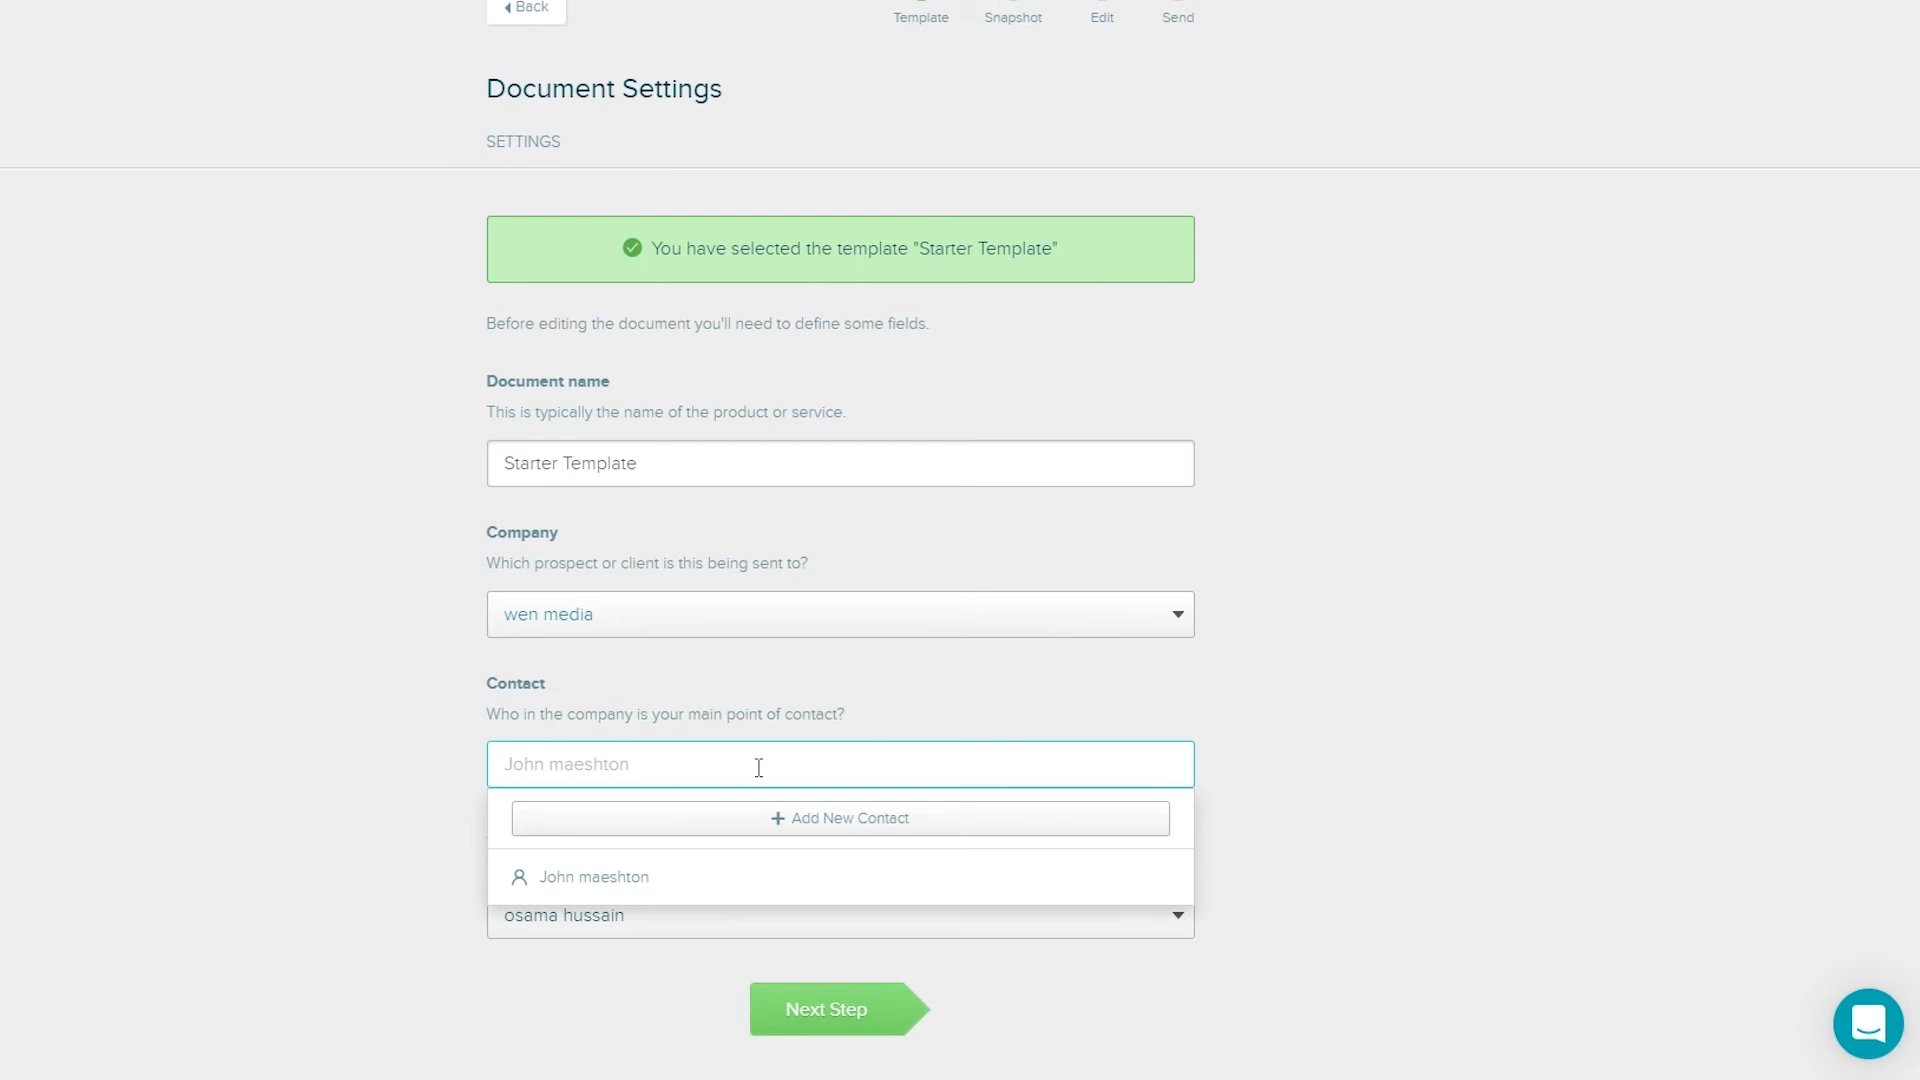 Back
Template
Snapshot
Edit
Send
Document Settings
SETTINGS
You have selected the template "Starter Template"
Before editing the document you'll need to define some fields.
Document name
This is typically the name of the product or service.
Starter Template
Company
Which prospect or client is this being sent to?
wen media
Contact
Who in the company is your main point of contact?
John maeshton
Add New Contact
John maeshton
osama hussain
Next Step